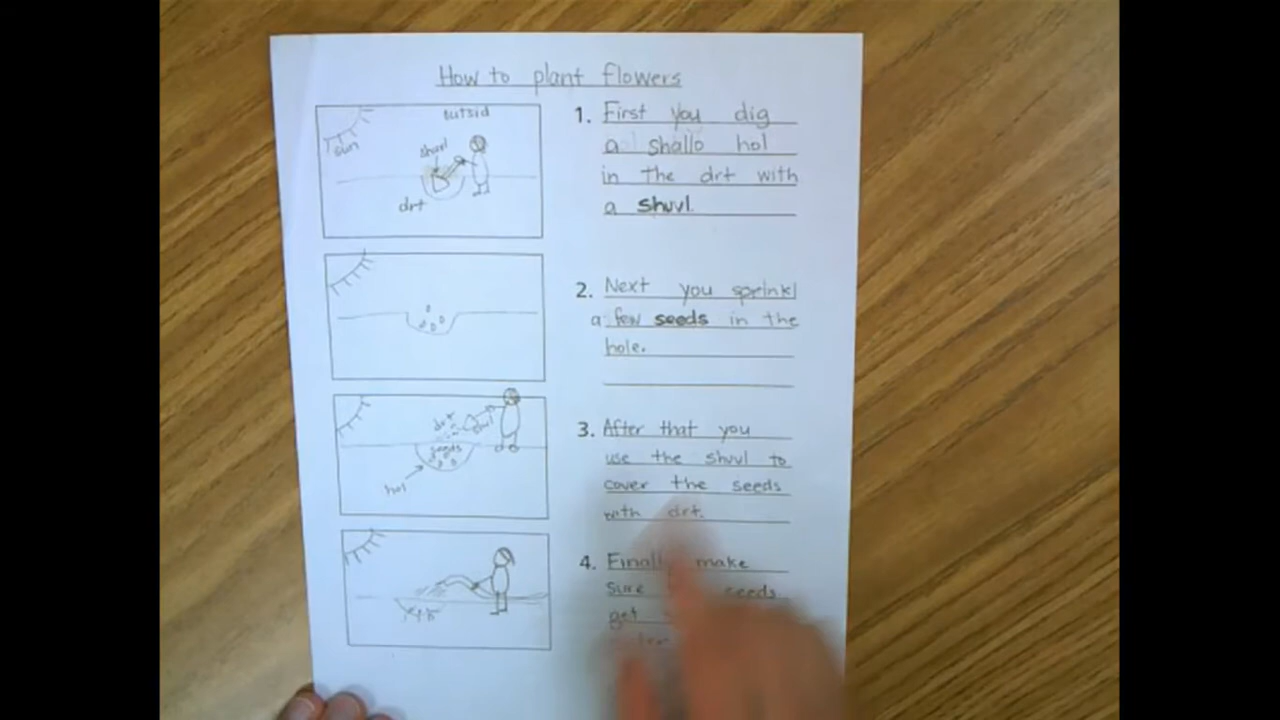 How to plant flowers
outsid
sun
shuvl
drt
1. First you dig
a shallo hol
in the drt with
a shuvl.
2. Next you sprinkl
a few seeds in the
hole.
drt
shvl
seeds
hol
3. After that you
use the shuvl to
cover the seeds
with drt.
4. Finall make
sure seeds
get